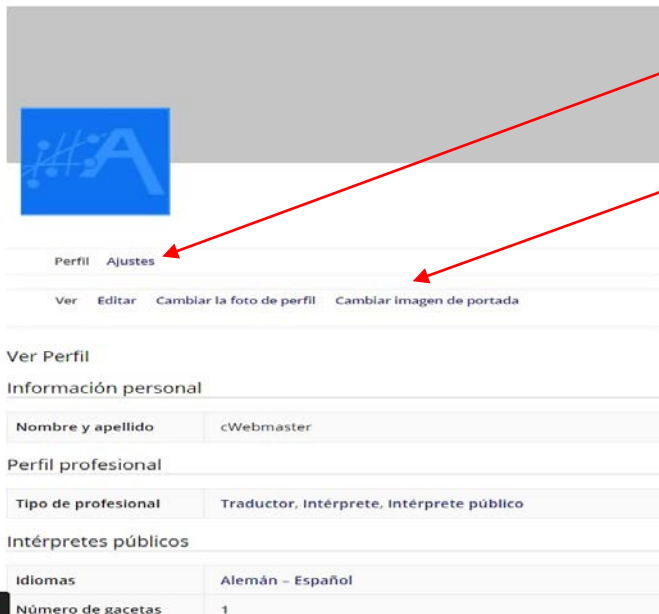 Perfil Ajustes
Ver Editar Cambiar la foto de perfil Cambiar imagen de portada
Ver Perfil
Información personal
Nombre y apellido cWebmaster
Perfil profesional
Tipo de profesional Traductor, Intérprete, Intérprete público
Intérpretes públicos
Idiomas Alemán – Español
Número de gacetas 1